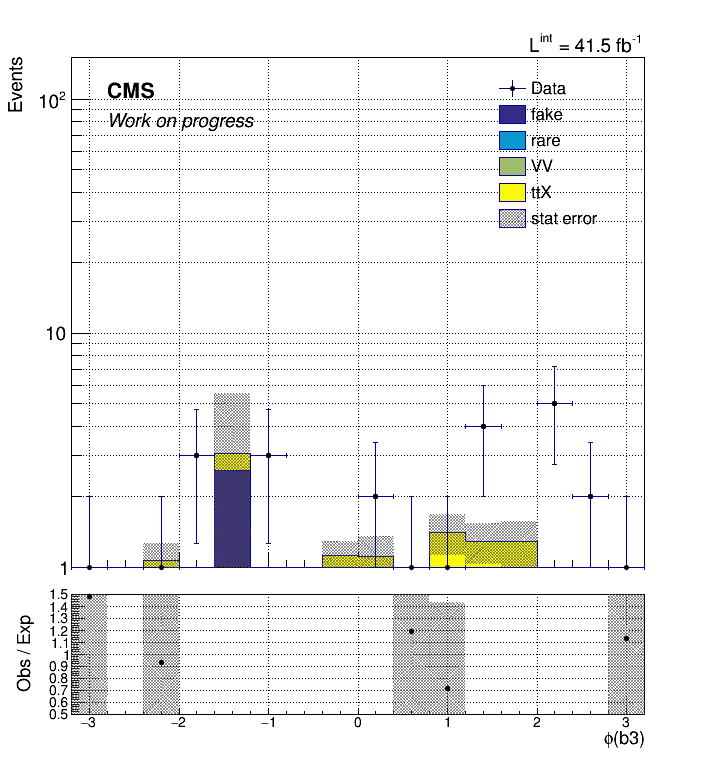 L^int = 41.5 fb^-1
Events
CMS
Work on progress
Data
fake
rare
VV
ttX
stat error
10^2
10
1
Obs / Exp
1.5
1.4
1.3
1.2
1.1
1
0.9
0.8
0.7
0.6
0.5
−3 −2 −1 0 1 2 3
ϕ(b3)